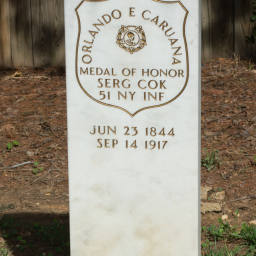 ORLANDO E CARUANA
MEDAL OF HONOR
SERG COK
51 NY INF
JUN 23 1844
SEP 14 1917